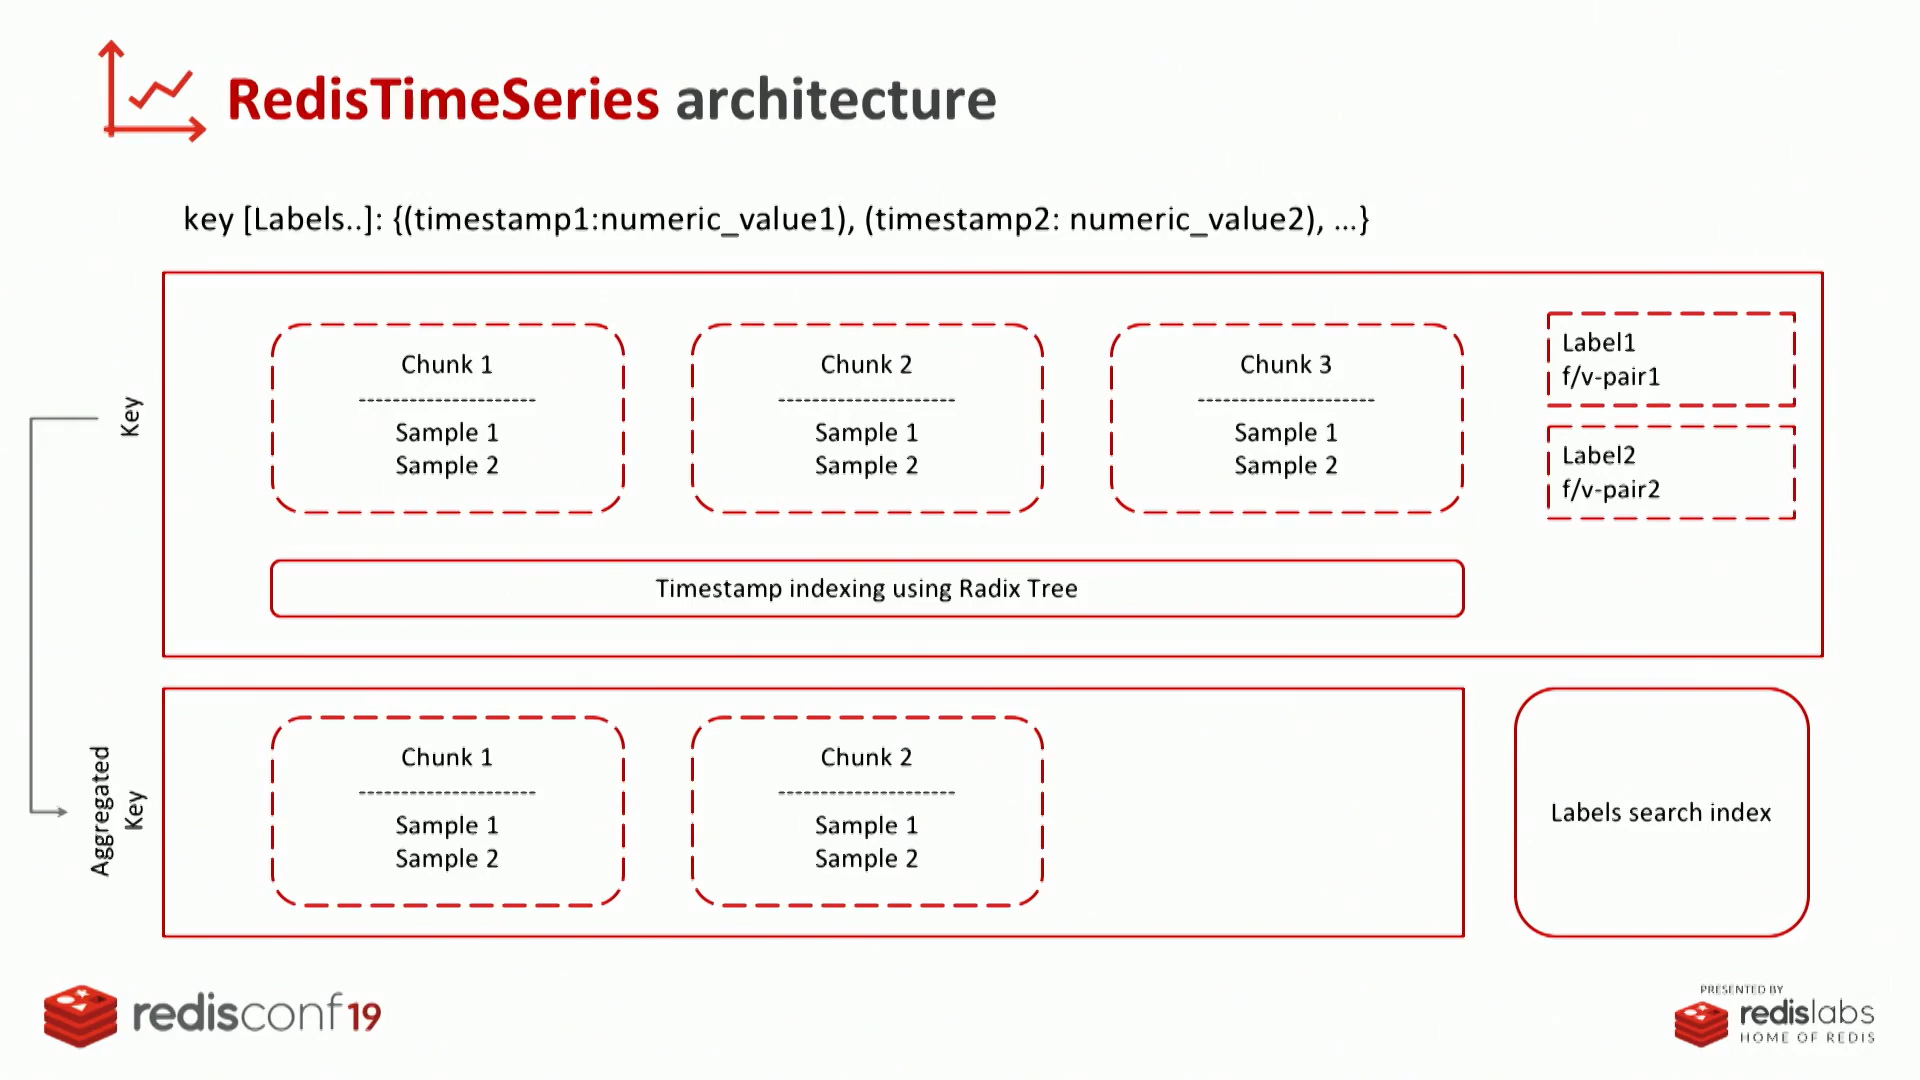 RedisTimeSeries architecture
key [Labels..]: {(timestamp1:numeric_value1), (timestamp2: numeric_value2), ...}
Key
Chunk 1
---------------------
Sample 1
Sample 2
Chunk 2
---------------------
Sample 1
Sample 2
Chunk 3
---------------------
Sample 1
Sample 2
Label1
f/v-pair1
Label2
f/v-pair2
Timestamp indexing using Radix Tree
Aggregated
Key
Chunk 1
---------------------
Sample 1
Sample 2
Chunk 2
---------------------
Sample 1
Sample 2
Labels search index
redisconf19
PRESENTED BY
redislabs
HOME OF REDIS